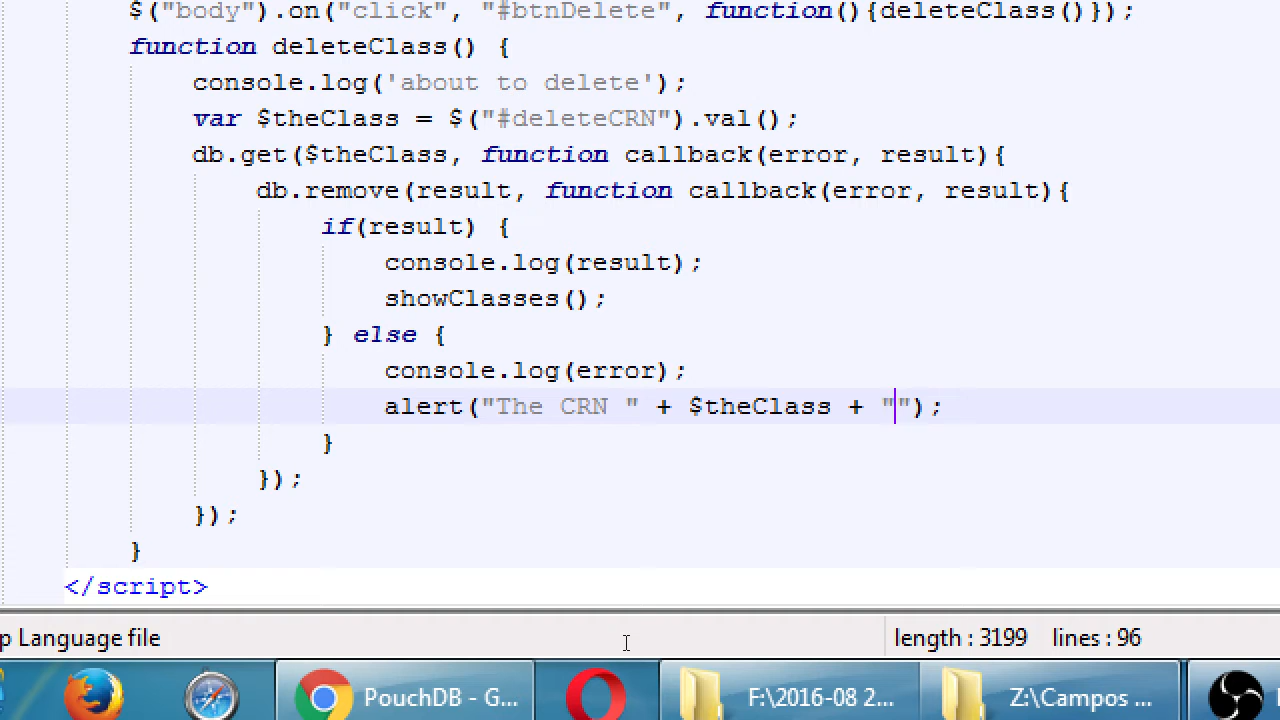 $("body").on("click", "#btnDelete", function(){deleteClass()});
function deleteClass() {
console.log('about to delete');
var $theClass = $("#deleteCRN").val();
db.get($theClass, function callback(error, result){
db.remove(result, function callback(error, result){
if(result) {
console.log(result);
showClasses();
} else {
console.log(error);
alert("The CRN " + $theClass + "");
}
});
});
}
</script>
p Language file length : 3199 lines : 96
PouchDB - G... F:\2016-08 2... Z:\Campos ...